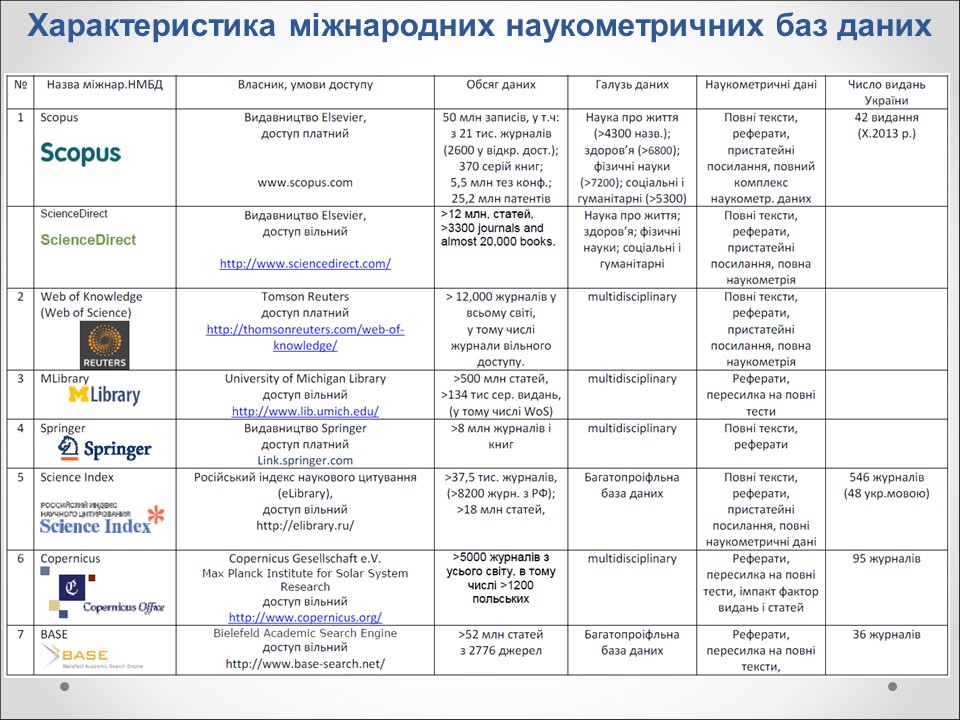 Характеристика міжнародних наукометричних баз даних
№
Назва міжнар.НМБД
Власник, умови доступу
Обсяг даних
Галузь даних
Наукометричні дані
Число видань
України
1
Scopus
Scopus
Видавництво Elsevier,
доступ платний
www.scopus.com
50 млн записів, у т.ч:
з 21 тис. журналів
(2600 у відкр. дост.);
370 серій книг;
5,5 млн тез конф.;
25,2 млн патентів
Наука про життя
(>4300 назв.);
здоров’я (>6800);
фізичні науки
(>7200); соціальні і
гуманітарні (>5300)
Повні тексти,
реферати,
пристатейні
посилання, повний
комплекс
наукометр. даних
42 видання
(Х.2013 р.)
ScienceDirect
ScienceDirect
Видавництво Elsevier,
доступ вільний
http://www.sciencedirect.com/
>12 млн, статей,
>3300 journals and
almost 20,000 books.
Наука про життя;
здоров’я; фізичні
науки; соціальні і
гуманітарні
Повні тексти,
реферати,
пристатейні
посилання, повна
наукометрія
2
Web of Knowledge
(Web of Science)
REUTERS
Tomson Reuters
доступ платний
http://thomsonreuters.com/web-of-
knowledge/
> 12,000 журналів у
всьому світі,
у тому числі
журнали вільного
доступу.
multidisciplinary
Повні тексти,
реферати,
пристатейні
посилання, повна
наукометрія
3
MLibrary
M Library
University of Michigan Library
доступ вільний
http://www.lib.umich.edu/
>500 млн статей,
>134 тис сер. видань,
(у тому числі WoS)
multidisciplinary
Реферати,
пересилка на повні
тести
4
Springer
Springer
Видавництво Springer
доступ платний
Link.springer.com
>8 млн журналів і
книг
multidisciplinary
Повні тексти,
реферати
5
Science Index
РОССИЙСКИЙ ИНДЕКС
НАУЧНОГО ЦИТИРОВАНИЯ
Science Index
Російський індекс наукового цитування
(eLibrary),
доступ вільний
http://elibrary.ru/
>37,5 тис. журналів,
(>8200 журн. з РФ);
>18 млн статей,
Багатопроіфльна
база даних
Повні тексти,
реферати,
пристатейні
посилання, повні
наукометричні дані
546 журналів
(48 укр.мовою)
6
Copernicus
Copernicus Office
Copernicus Gesellschaft e.V.
Max Planck Institute for Solar System
Research
доступ вільний
http://www.copernicus.org/
>5000 журналів з
усього світу, в тому
числі >1200
польських
multidisciplinary
Реферати,
пересилка на повні
тести, імпакт фактор
видань і статей
95 журналів
7
BASE
BASE
Bielefeld Academic Search Engine
Bielefeld Academic Search Engine
доступ вільний
http://www.base-search.net/
>52 млн статей
з 2776 джерел
Багатопроіфльна
база даних
Реферати,
пересилка на повні
тексти,
36 журналів